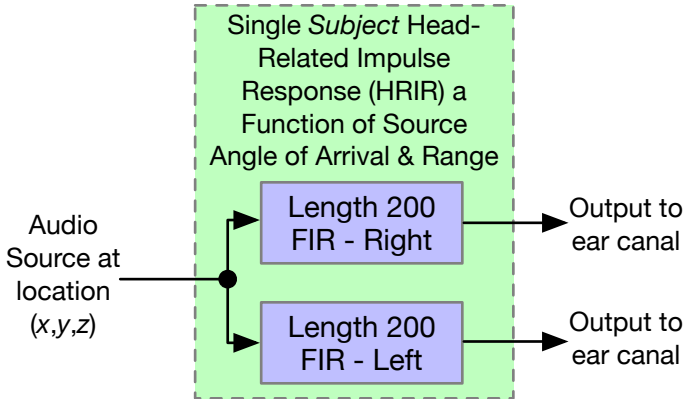 Single Subject Head-
Related Impulse
Response (HRIR) a
Function of Source
Angle of Arrival & Range
Audio
Source at
location
(x,y,z)
Length 200
FIR - Right
Output to
ear canal
Length 200
FIR - Left
Output to
ear canal